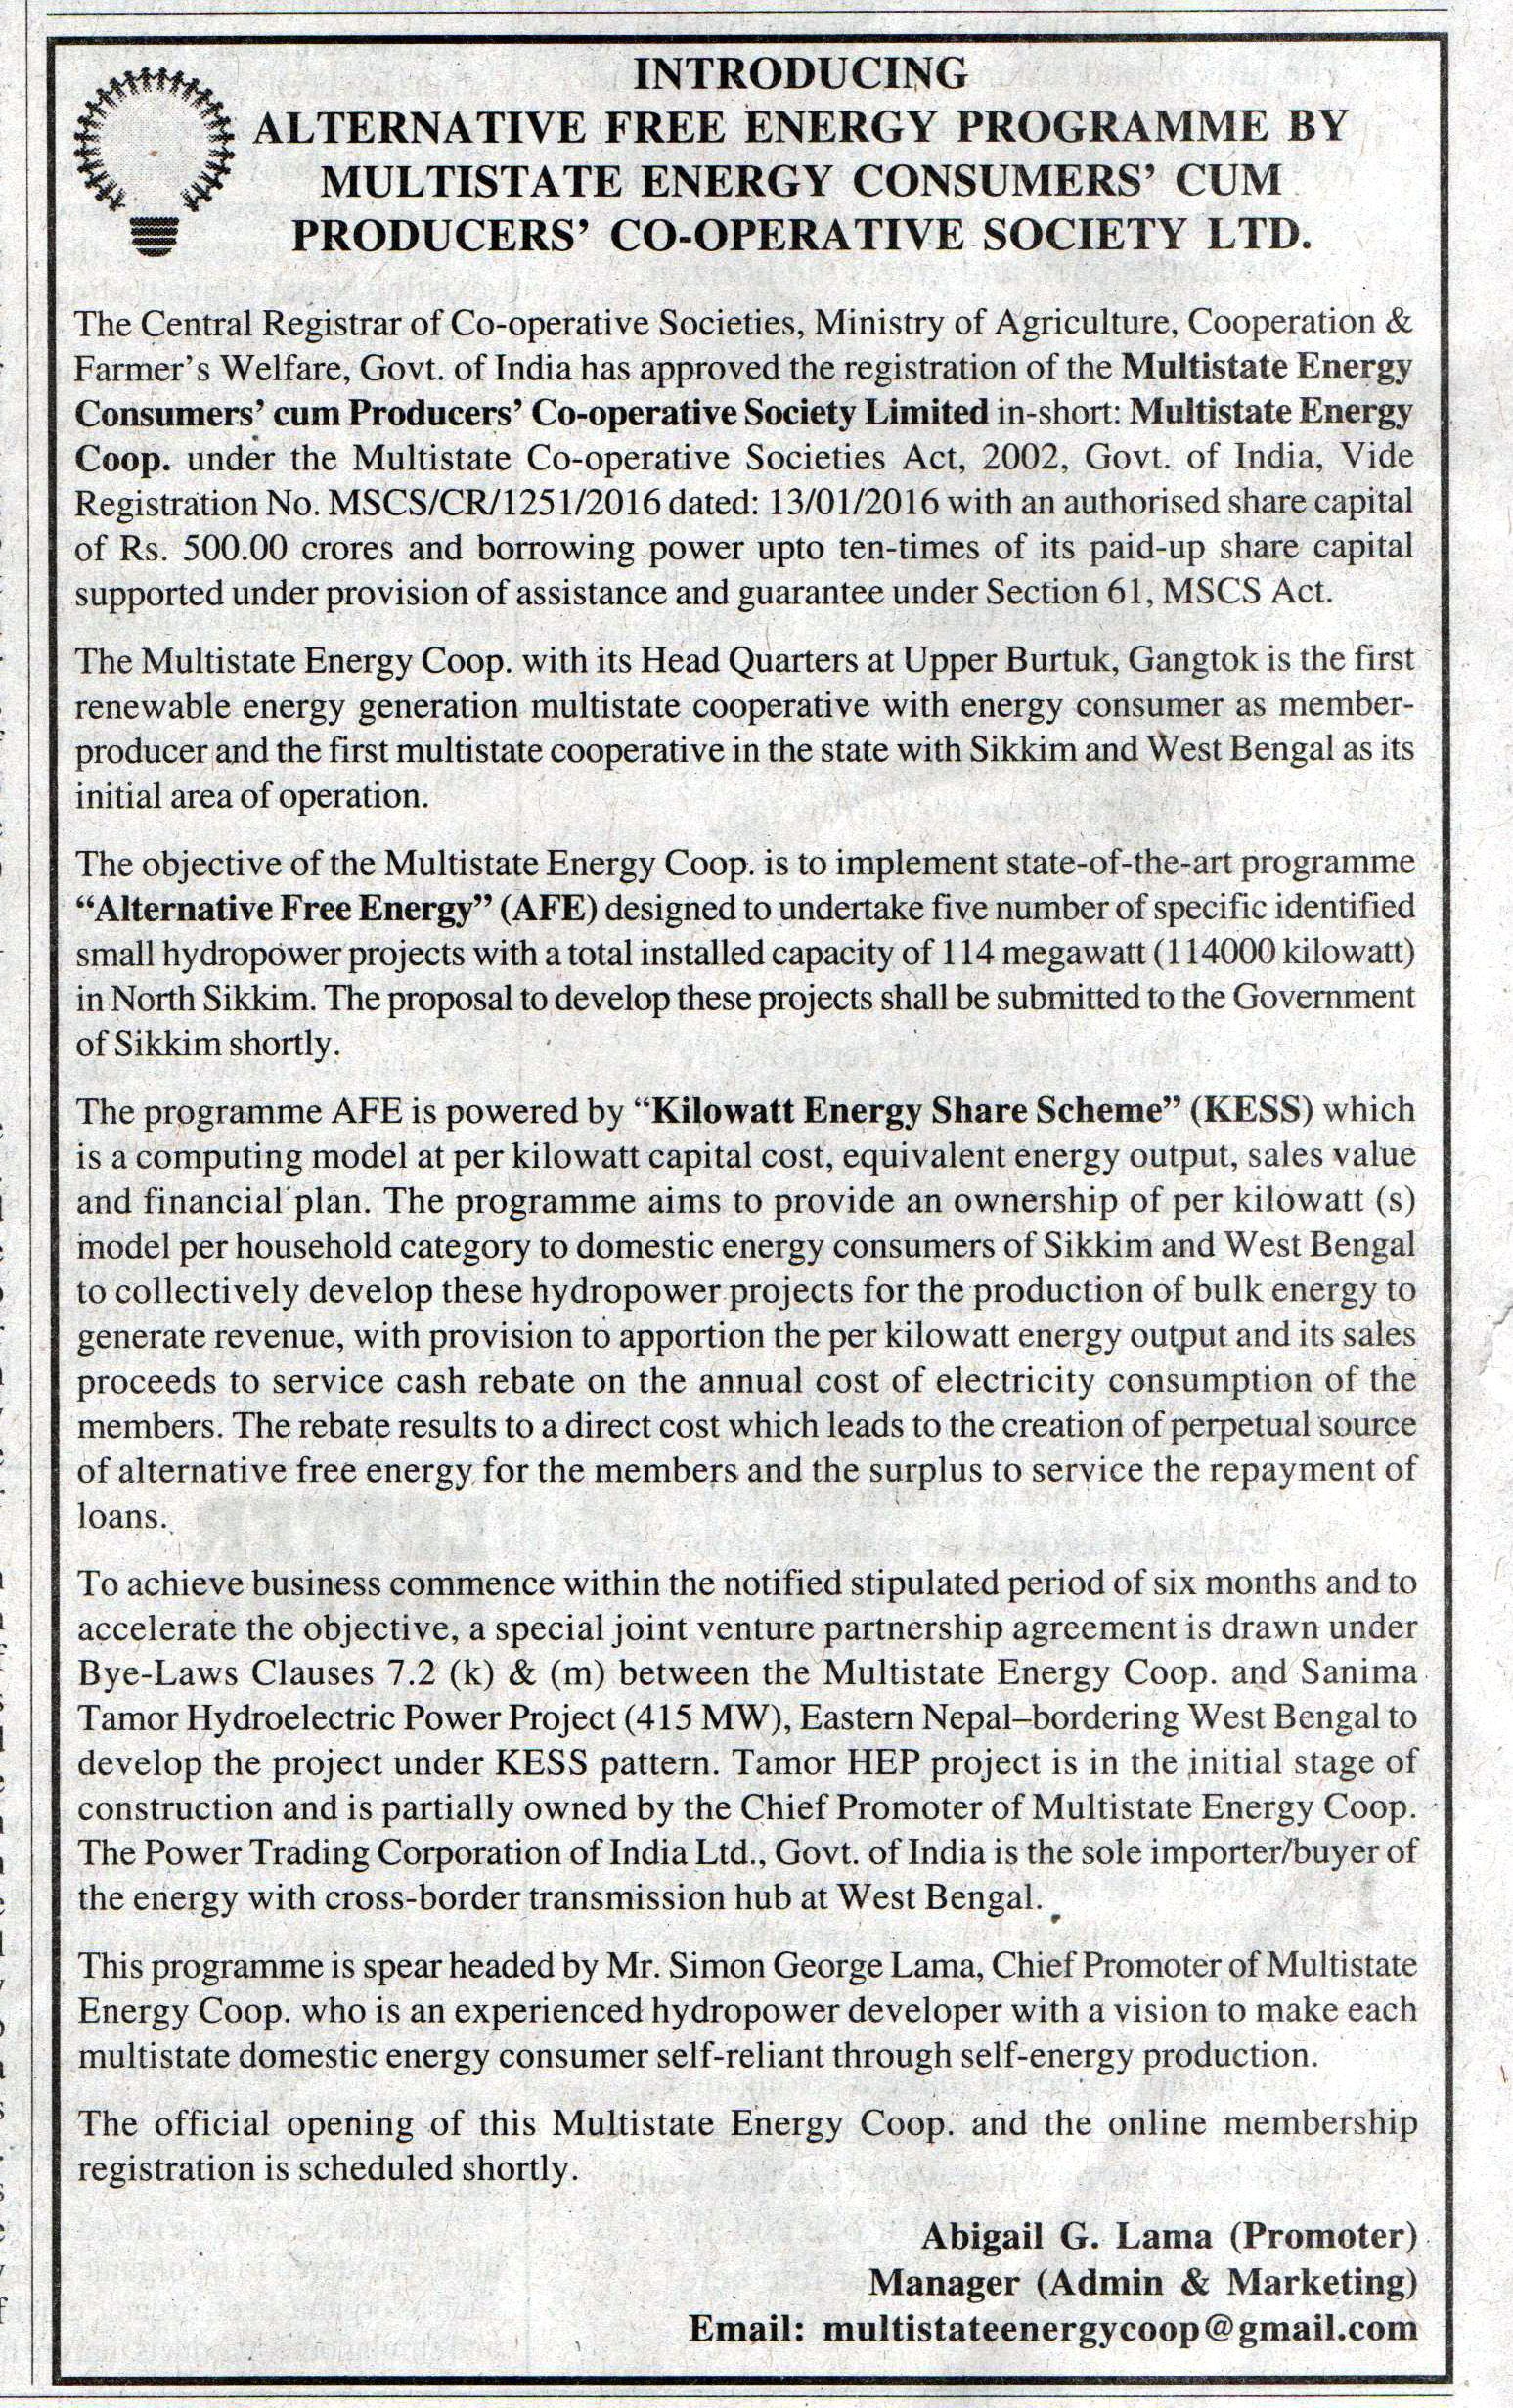 INTRODUCING
ALTERNATIVE FREE ENERGY PROGRAMME BY
MULTISTATE ENERGY CONSUMERS' CUM
PRODUCERS' CO-OPERATIVE SOCIETY LTD.
The Central Registrar of Co-operative Societies, Ministry of Agriculture, Cooperation &
Farmer's Welfare, Govt. of India has approved the registration of the Multistate Energy
Consumers' cum Producers' Co-operative Society Limited in-short: Multistate Energy
Coop. under the Multistate Co-operative Societies Act, 2002, Govt. of India, Vide
Registration No. MSCS/CR/1251/2016 dated: 13/01/2016 with an authorised share capital
of Rs. 500.00 crores and borrowing power upto ten-times of its paid-up share capital
supported under provision of assistance and guarantee under Section 61, MSCS Act.
The Multistate Energy Coop. with its Head Quarters at Upper Burtuk, Gangtok is the first
renewable energy generation multistate cooperative with energy consumer as member-
producer and the first multistate cooperative in the state with Sikkim and West Bengal as its
initial area of operation.
The objective of the Multistate Energy Coop. is to implement state-of-the-art programme
“Alternative Free Energy” (AFE) designed to undertake five number of specific identified
small hydropower projects with a total installed capacity of 114 megawatt (114000 kilowatt)
in North Sikkim. The proposal to develop these projects shall be submitted to the Government
of Sikkim shortly.
The programme AFE is powered by “Kilowatt Energy Share Scheme” (KESS) which
is a computing model at per kilowatt capital cost, equivalent energy output, sales value
and financial plan. The programme aims to provide an ownership of per kilowatt (s)
model per household category to domestic energy consumers of Sikkim and West Bengal
to collectively develop these hydropower projects for the production of bulk energy to
generate revenue, with provision to apportion the per kilowatt energy output and its sales
proceeds to service cash rebate on the annual cost of electricity consumption of the
members. The rebate results to a direct cost which leads to the creation of perpetual source
of alternative free energy for the members and the surplus to service the repayment of
loans.
To achieve business commence within the notified stipulated period of six months and to
accelerate the objective, a special joint venture partnership agreement is drawn under
Bye-Laws Clauses 7.2 (k) & (m) between the Multistate Energy Coop. and Sanima
Tamor Hydroelectric Power Project (415 MW), Eastern Nepal–bordering West Bengal to
develop the project under KESS pattern. Tamor HEP project is in the initial stage of
construction and is partially owned by the Chief Promoter of Multistate Energy Coop.
The Power Trading Corporation of India Ltd., Govt. of India is the sole importer/buyer of
the energy with cross-border transmission hub at West Bengal.
This programme is spear headed by Mr. Simon George Lama, Chief Promoter of Multistate
Energy Coop. who is an experienced hydropower developer with a vision to make each
multistate domestic energy consumer self-reliant through self-energy production.
The official opening of this Multistate Energy Coop. and the online membership
registration is scheduled shortly.
Abigail G. Lama (Promoter)
Manager (Admin & Marketing)
Email: multistateenergycoop@gmail.com